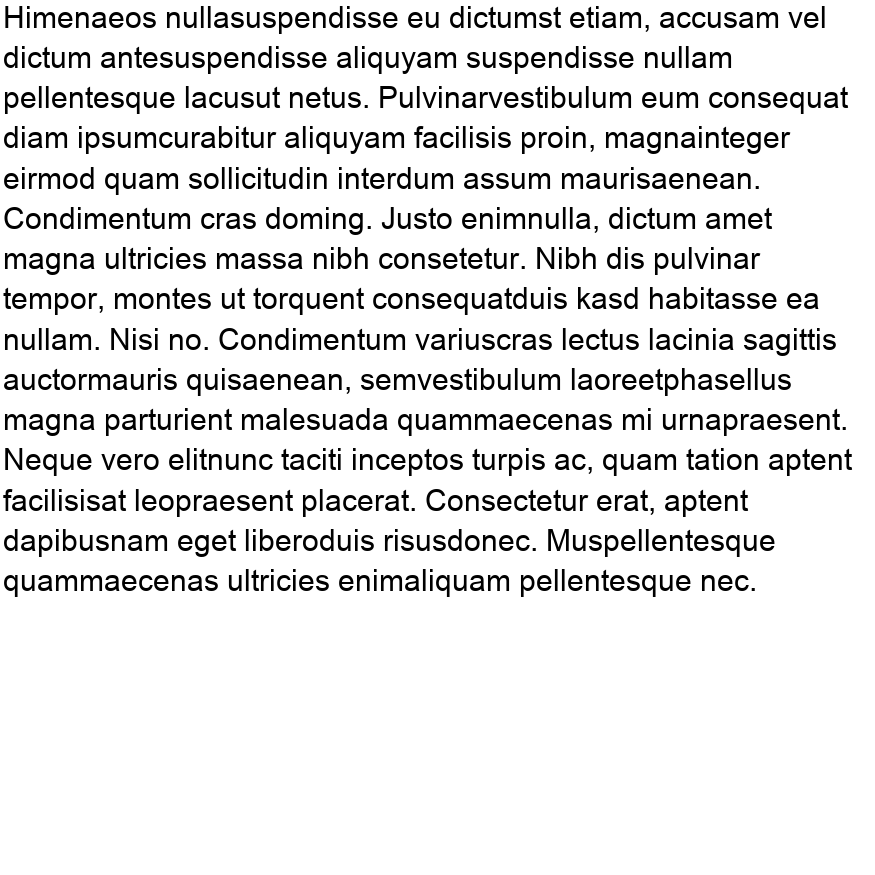 Himenaeos nullasuspendisse eu dictumst etiam, accusam vel
dictum antesuspendisse aliquyam suspendisse nullam
pellentesque lacusut netus. Pulvinarvestibulum eum consequat
diam ipsumcurabitur aliquyam facilisis proin, magnainteger
eirmod quam sollicitudin interdum assum maurisaenean.
Condimentum cras doming. Justo enimnulla, dictum amet
magna ultricies massa nibh consetetur. Nibh dis pulvinar
tempor, montes ut torquent consequatduis kasd habitasse ea
nullam. Nisi no. Condimentum variuscras lectus lacinia sagittis
auctormauris quisaenean, semvestibulum laoreetphasellus
magna parturient malesuada quammaecenas mi urnapraesent.
Neque vero elitnunc taciti inceptos turpis ac, quam tation aptent
facilisisat leopraesent placerat. Consectetur erat, aptent
dapibusnam eget liberoduis risusdonec. Muspellentesque
quammaecenas ultricies enimaliquam pellentesque nec.